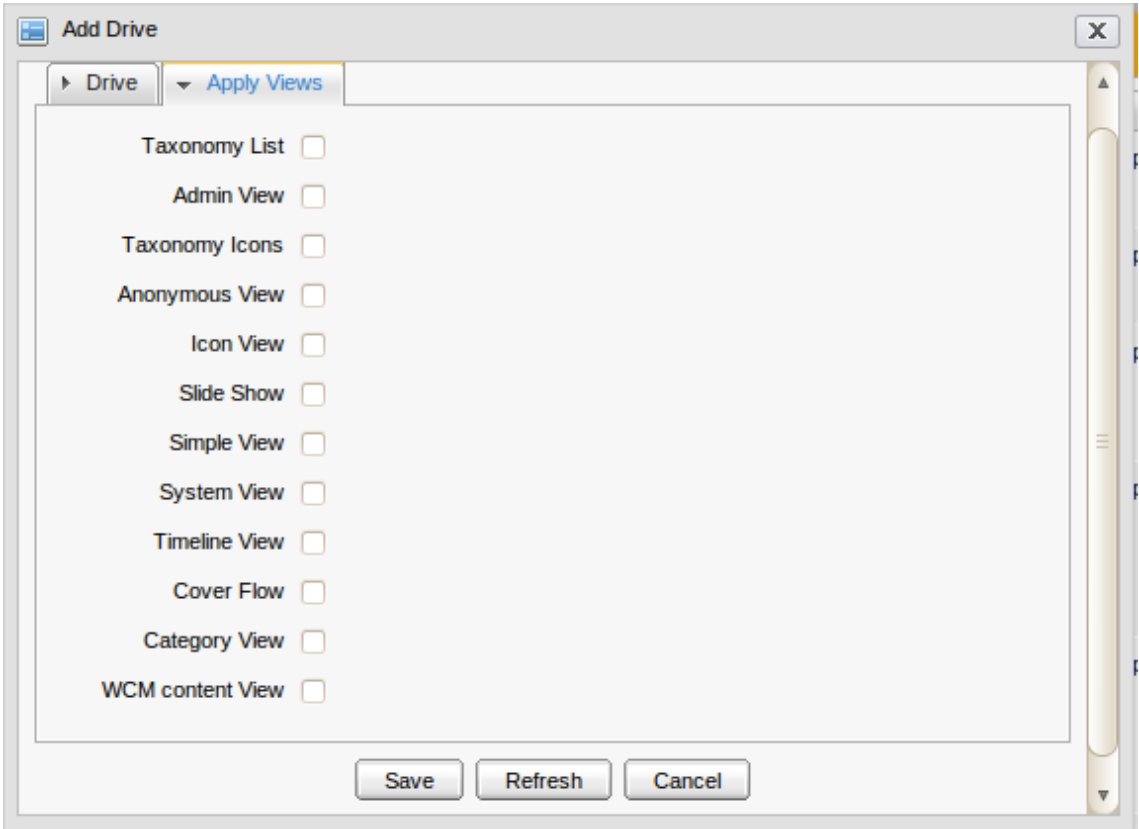 Add Drive
X
Drive
Apply Views
Taxonomy List
Admin View
Taxonomy Icons
Anonymous View
Icon View
Slide Show
Simple View
System View
Timeline View
Cover Flow
Category View
WCM content View
Save
Refresh
Cancel